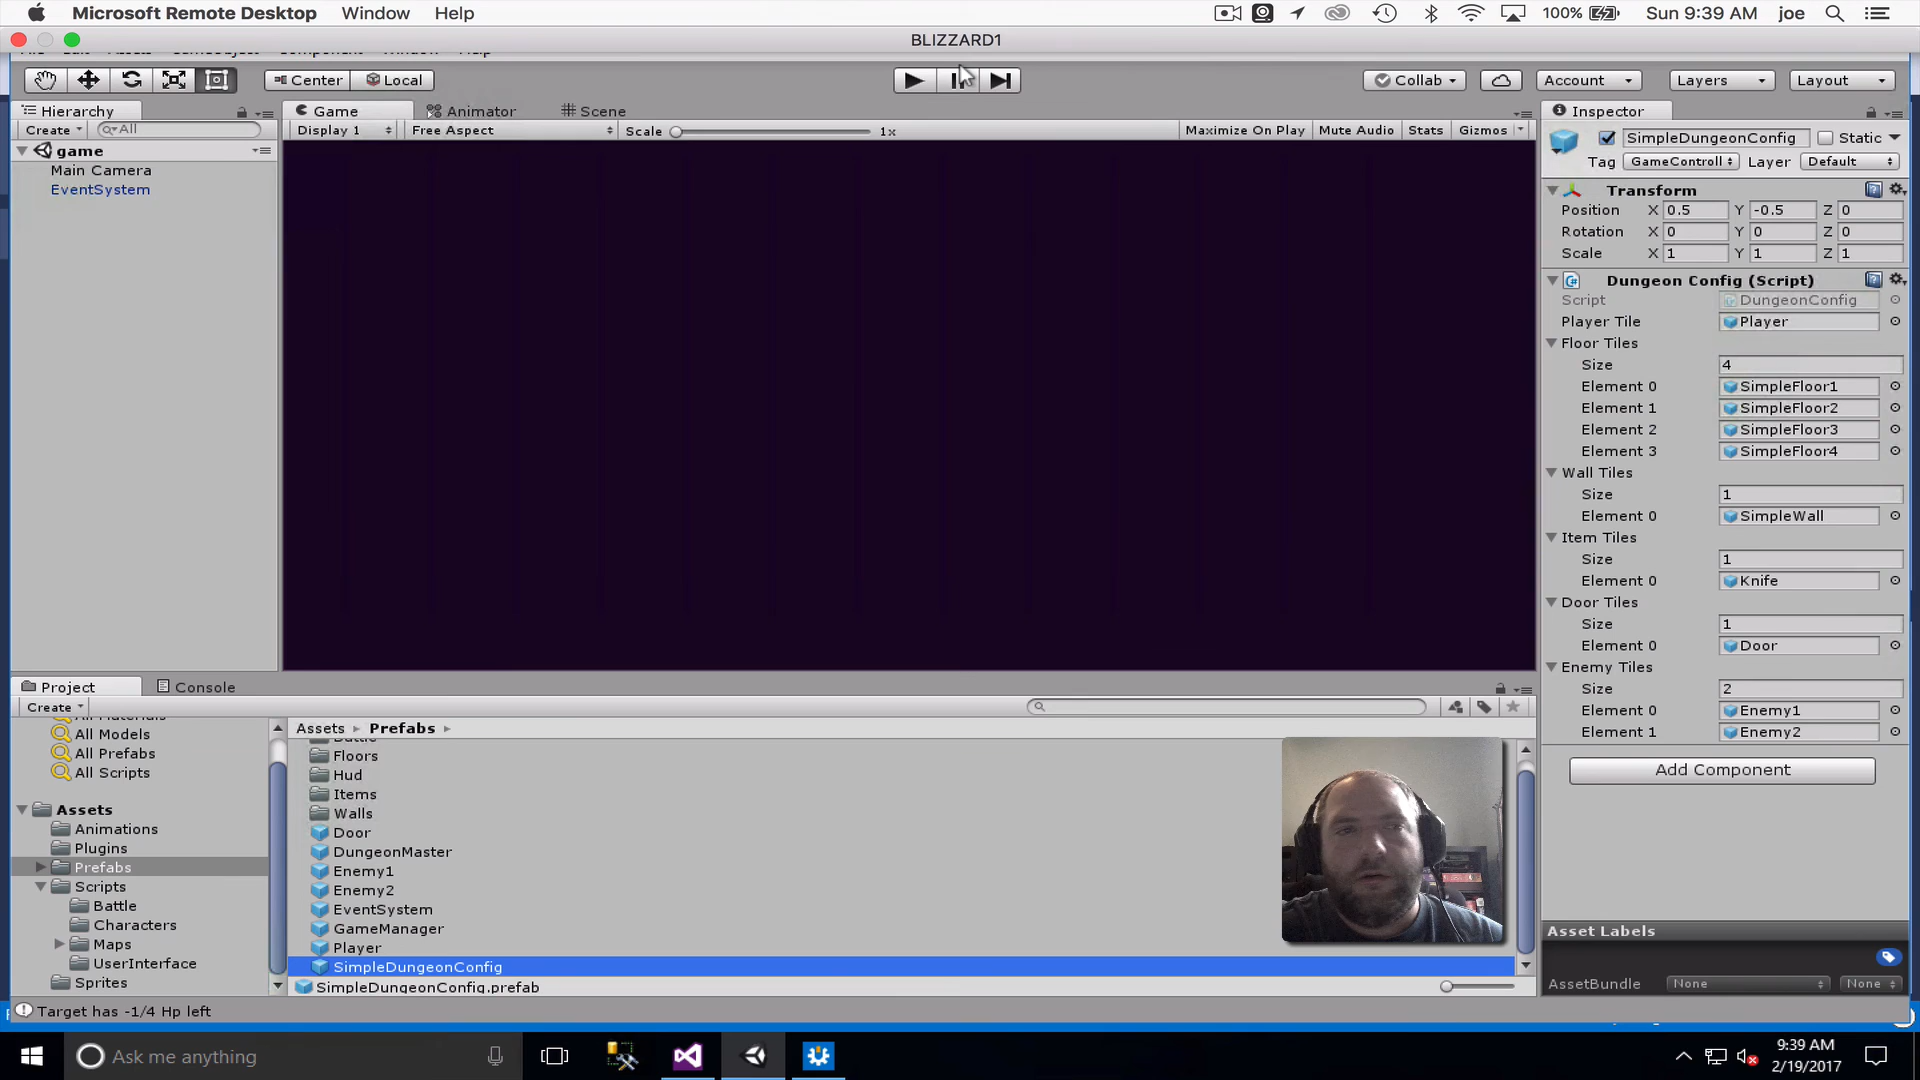 Microsoft Remote Desktop Window Help 100% Sun 9:39 AM joe
BLIZZARD1
Center Local Collab Account Layers Layout
Hierarchy Game Animator Scene Inspector
Create All Display 1 Free Aspect Scale 1x Maximize On Play Mute Audio Stats Gizmos
SimpleDungeonConfig Static
game
Tag GameControll Layer Default
Main Camera
EventSystem
Transform
Position X 0.5 Y -0.5 Z 0
Rotation X 0 Y 0 Z 0
Scale X 1 Y 1 Z 1
Dungeon Config (Script)
Script DungeonConfig
Player Tile Player
Floor Tiles
Size 4
Element 0 SimpleFloor1
Element 1 SimpleFloor2
Element 2 SimpleFloor3
Element 3 SimpleFloor4
Wall Tiles
Size 1
Element 0 SimpleWall
Item Tiles
Size 1
Element 0 Knife
Door Tiles
Size 1
Element 0 Door
Enemy Tiles
Size 2
Element 0 Enemy1
Element 1 Enemy2
Add Component
Project Console
Create
All Materials
All Models
All Prefabs
All Scripts
Assets
Animations
Plugins
Prefabs
Scripts
Battle
Characters
Maps
UserInterface
Sprites
Assets Prefabs
Battle
Floors
Hud
Items
Walls
Door
DungeonMaster
Enemy1
Enemy2
EventSystem
GameManager
Player
SimpleDungeonConfig
SimpleDungeonConfig.prefab
Asset Labels
AssetBundle None None
Target has -1/4 Hp left
Ask me anything
9:39 AM
2/19/2017